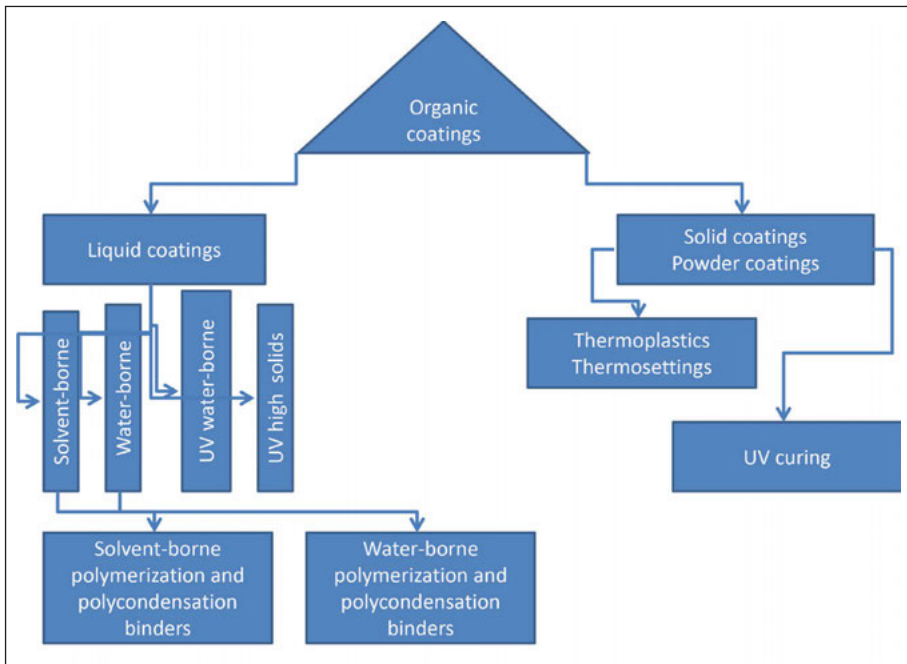 Organic
coatings
Liquid coatings
Solid coatings
Powder coatings
Solvent-borne
Water-borne
UV water-borne
UV high solids
Thermoplastics
Thermosettings
UV curing
Solvent-borne
polymerization and
polycondensation
binders
Water-borne
polymerization and
polycondensation
binders